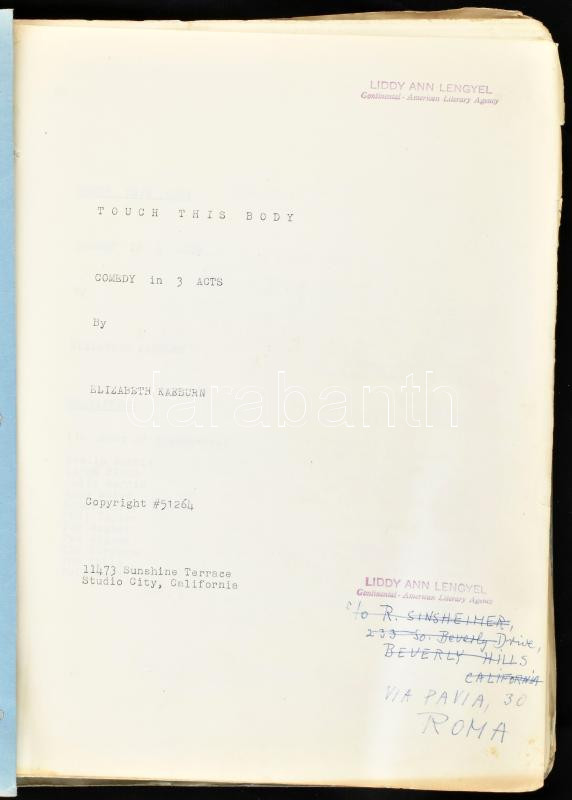 LIDDY ANN LENGYEL
Continental - American Literary Agency
TOUCH THIS BODY
COMEDY in 3 ACTS
By
ELIZABETH KAEBURN
darabanth
Copyright #51264
11473 Sunshine Terrace
Studio City, California
LIDDY ANN LENGYEL
Continental - American Literary Agency
c/o R. SINSHEIMER,
233 So. Beverly Drive,
BEVERLY HILLS
CALIFORNIA
VIA PAVIA, 30
ROMA